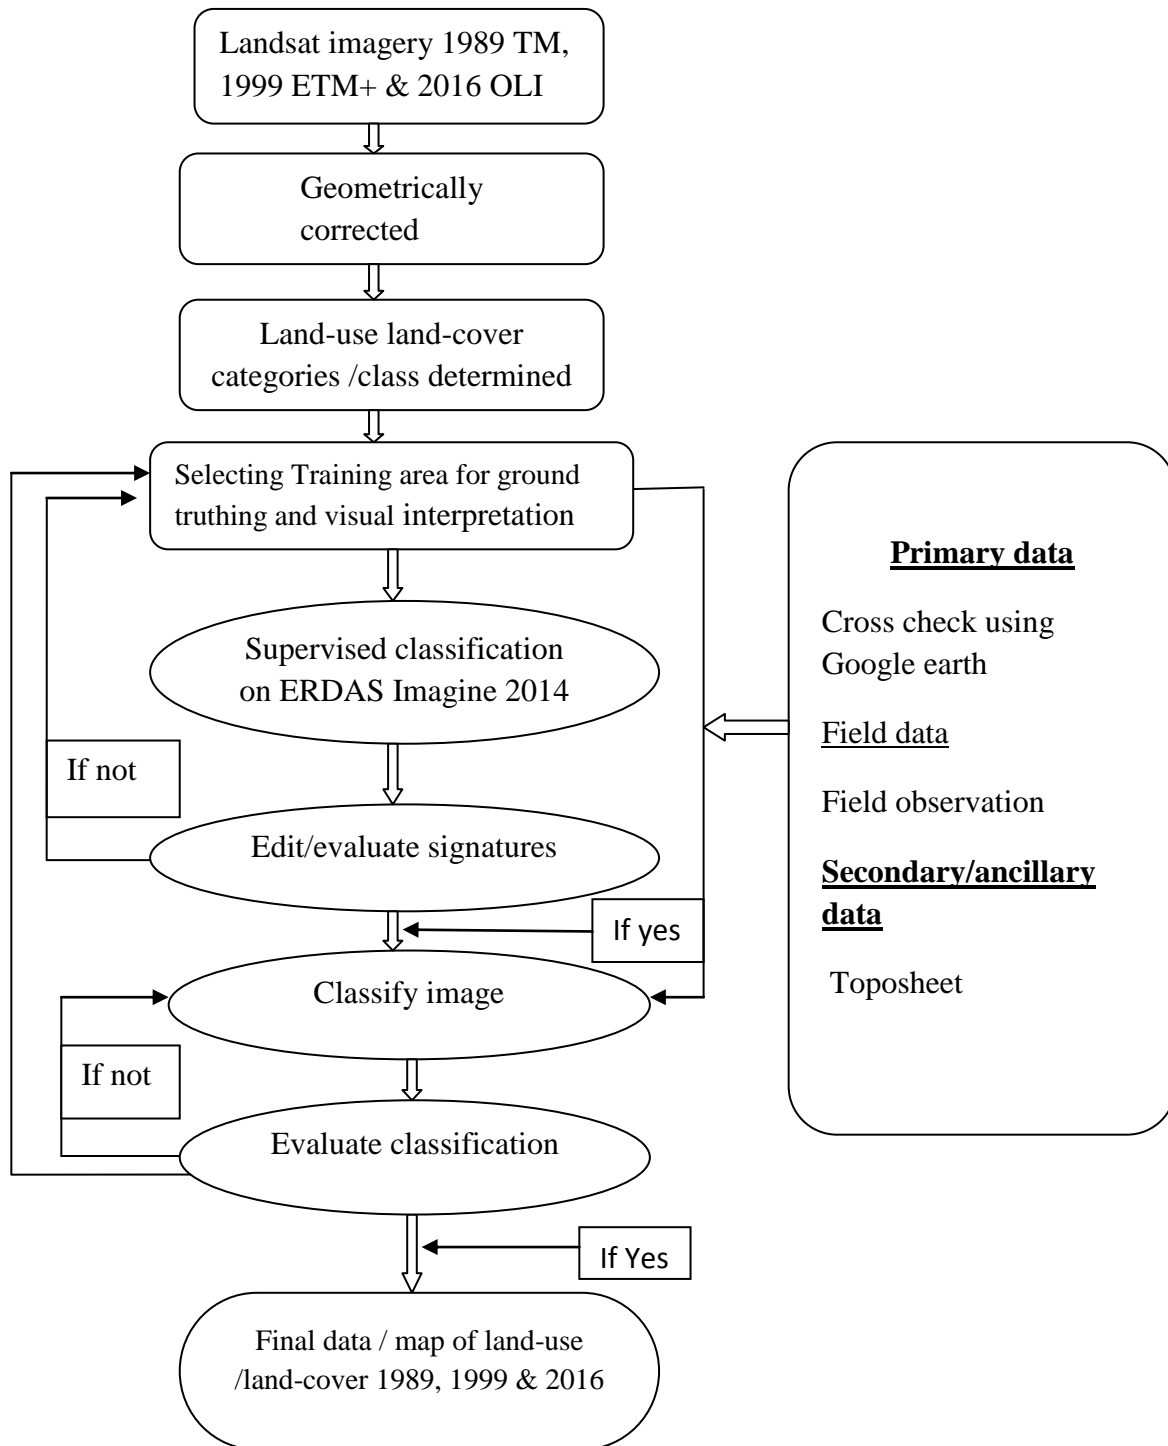 Landsat imagery 1989 TM,
1999 ETM+ & 2016 OLI
Geometrically
corrected
Land-use land-cover
categories /class determined
Selecting Training area for ground
truthing and visual interpretation
Supervised classification
on ERDAS Imagine 2014
If not
Edit/evaluate signatures
If yes
Classify image
If not
Evaluate classification
If Yes
Final data / map of land-use
/land-cover 1989, 1999 & 2016
Primary data
Cross check using
Google earth
Field data
Field observation
Secondary/ancillary
data
Toposheet